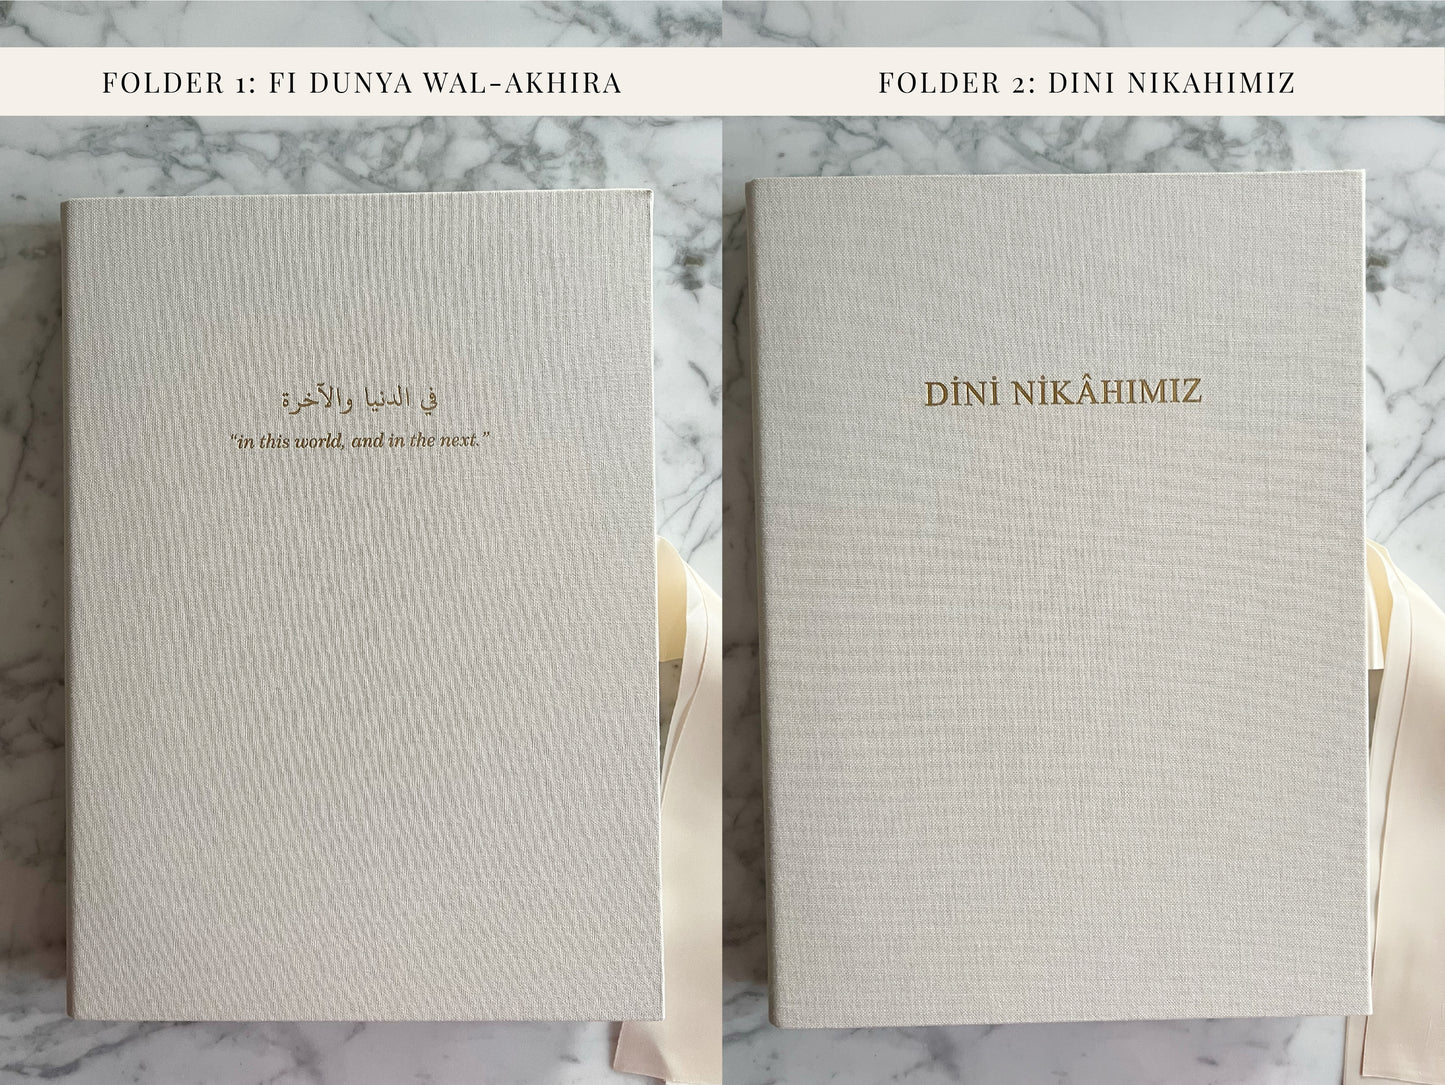 FOLDER 1: FI DUNYA WAL-AKHIRA
في الدنيا والآخرة
“in this world, and in the next.”
FOLDER 2: DINI NIKAHIMIZ
DİNİ NİKÂHIMIZ